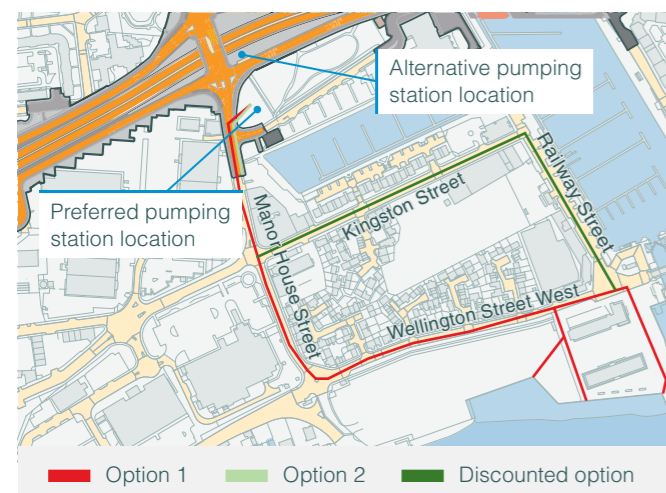 Alternative pumping
station location
Preferred pumping
station location
Manor House Street
Kingston Street
Railway Street
Wellington Street West
Option 1
Option 2
Discounted option